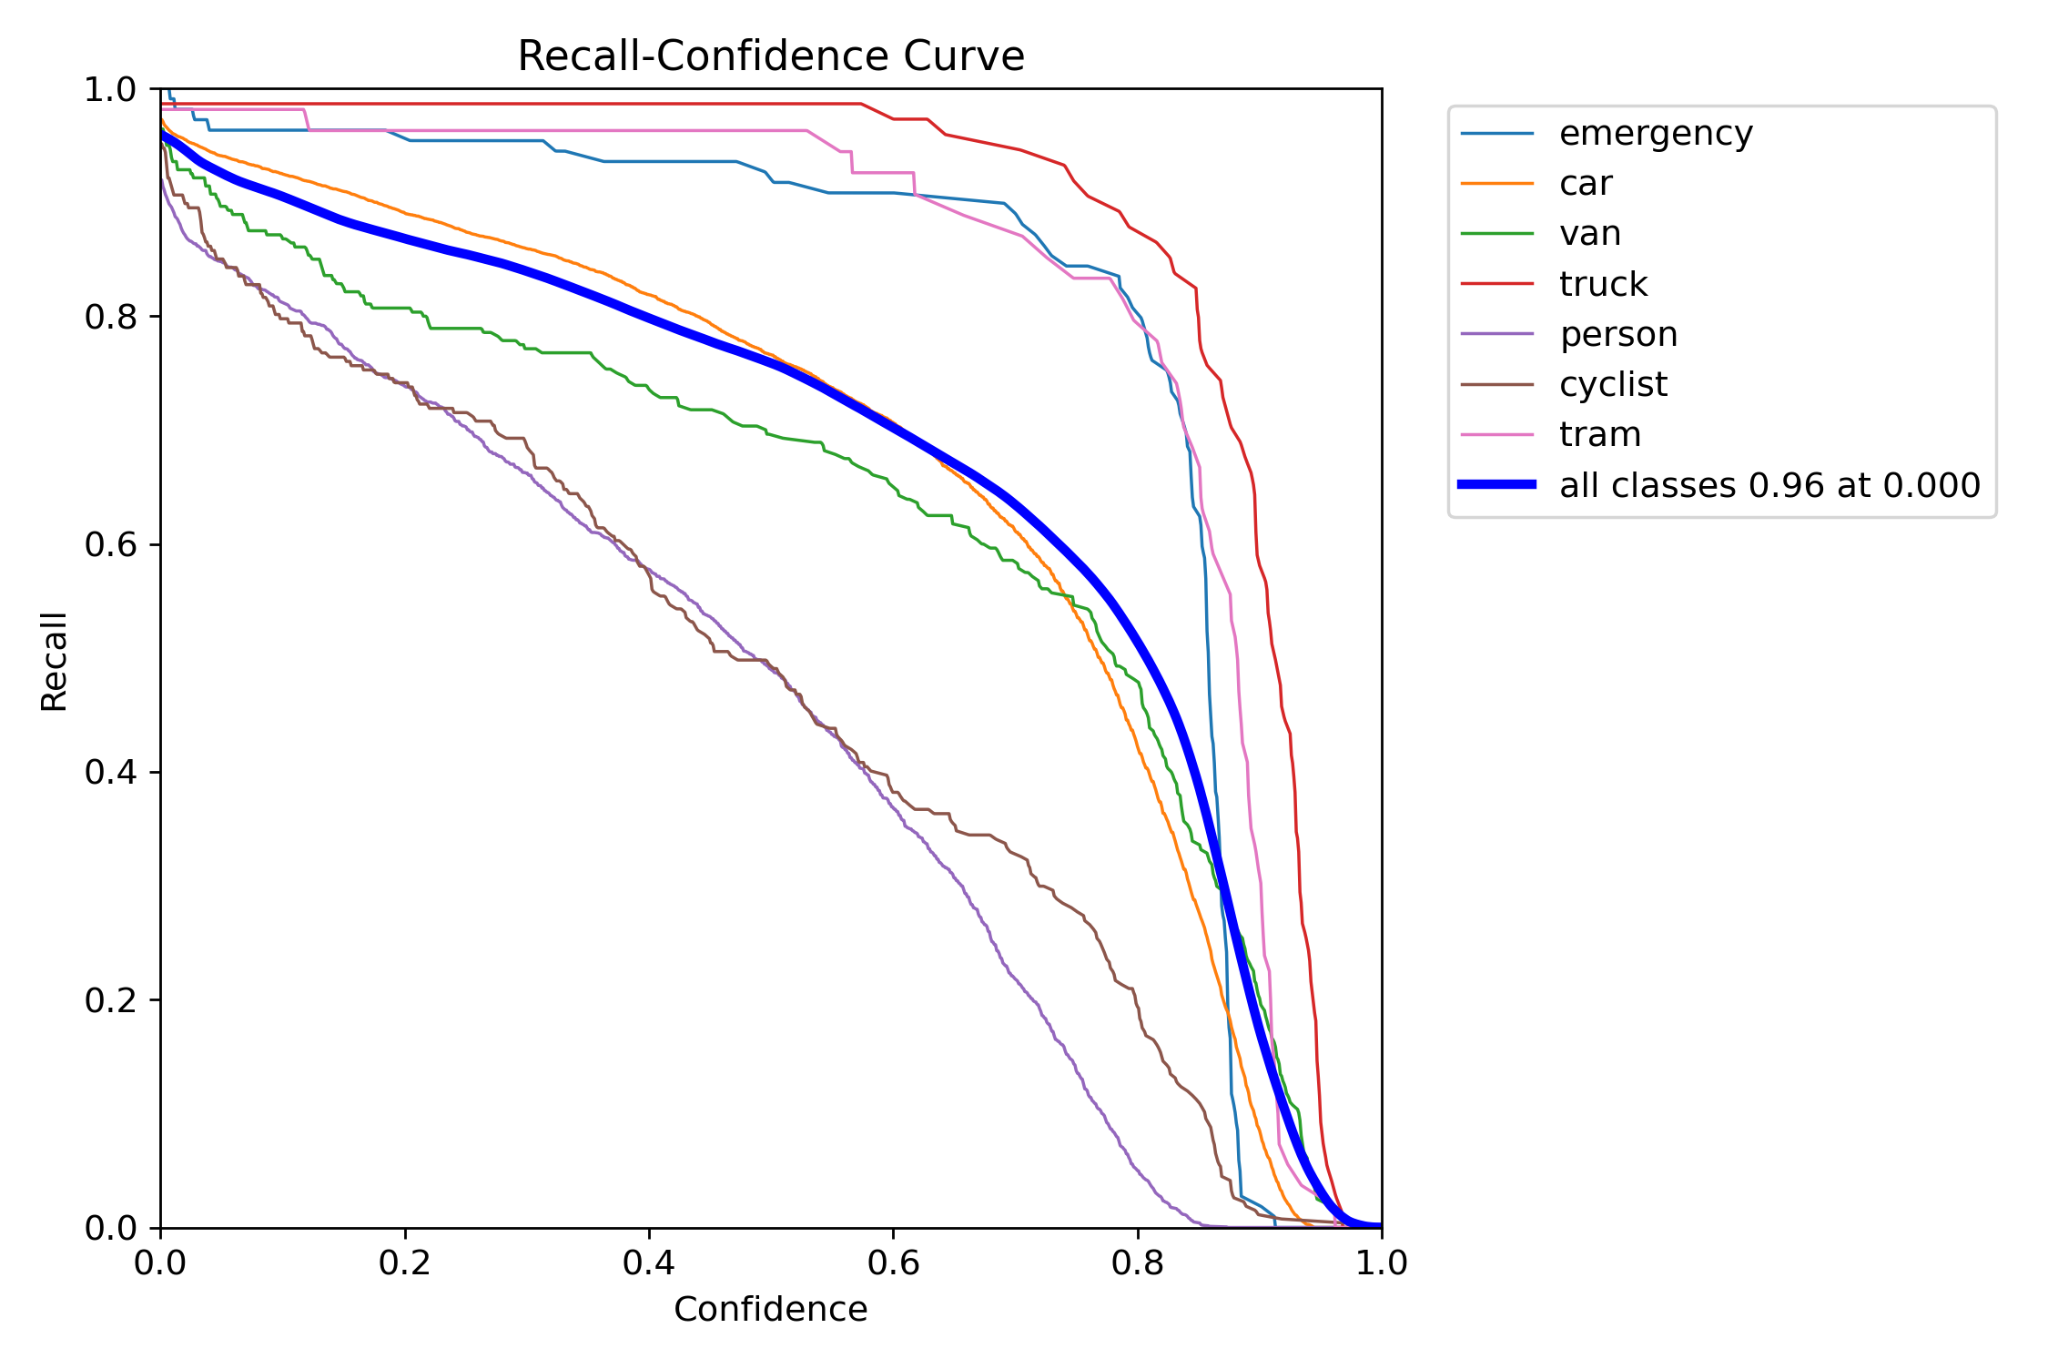 Recall-Confidence Curve
1.0
0.8
0.6
0.4
0.2
0.0
Recall
0.0 0.2 0.4 0.6 0.8 1.0
Confidence
emergency
car
van
truck
person
cyclist
tram
all classes 0.96 at 0.000